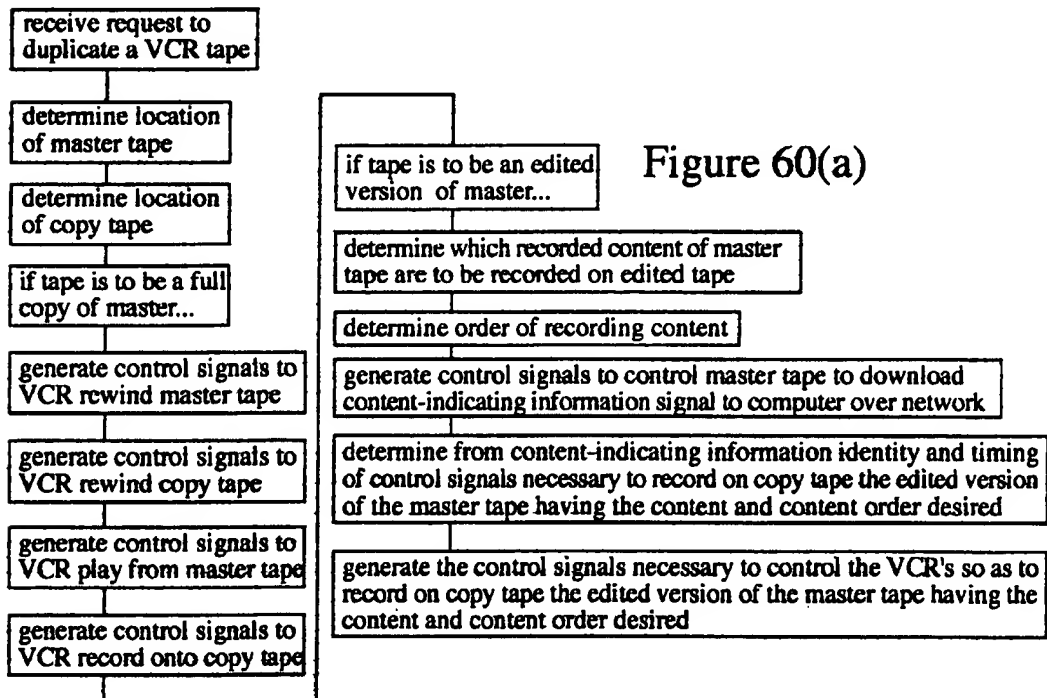 receive request to
duplicate a VCR tape
determine location
of master tape
determine location
of copy tape
if tape is to be a full
copy of master...
generate control signals to
VCR rewind master tape
generate control signals to
VCR rewind copy tape
generate control signals to
VCR play from master tape
generate control signals to
VCR record onto copy tape
Figure 60(a)
if tape is to be an edited
version of master...
determine which recorded content of master
tape are to be recorded on edited tape
determine order of recording content
generate control signals to control master tape to download
content-indicating information signal to computer over network
determine from content-indicating information identity and timing
of control signals necessary to record on copy tape the edited version
of the master tape having the content and content order desired
generate the control signals necessary to control the VCR's so as to
record on copy tape the edited version of the master tape having the
content and content order desired